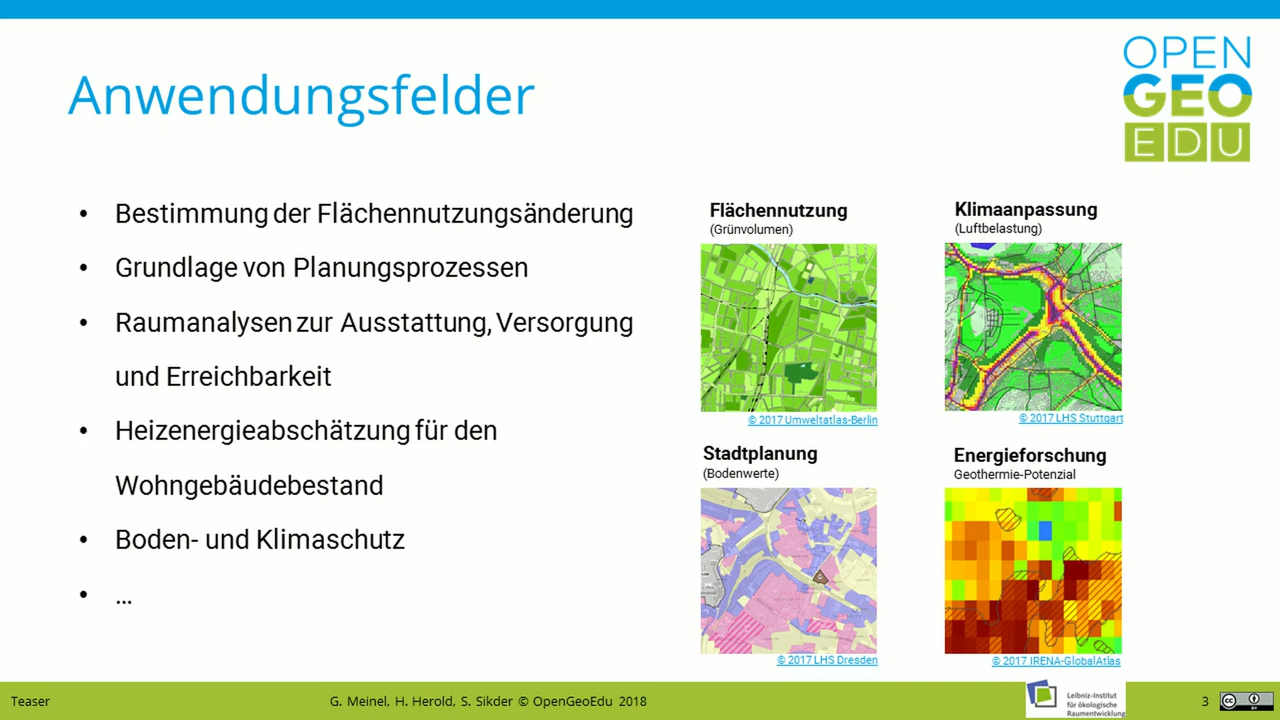 OPEN
GEO
EDU
Anwendungsfelder
• Bestimmung der Flächennutzungsänderung
• Grundlage von Planungsprozessen
• Raumanalysen zur Ausstattung, Versorgung
und Erreichbarkeit
• Heizenergieabschätzung für den
Wohngebäudebestand
• Boden- und Klimaschutz
• ...
Flächennutzung
(Grünvolumen)
© 2017 Umweltatlas-Berlin
Klimaanpassung
(Luftbelastung)
© 2017 LHS Stuttgart
Stadtplanung
(Bodenwerte)
© 2017 LHS Dresden
Energieforschung
Geothermie-Potenzial
© 2017 IRENA-GlobalAtlas
Teaser
G. Meinel, H. Herold, S. Sikder © OpenGeoEdu 2018
Leibniz-Institut
für ökologische
Raumentwicklung
3
cc
BY